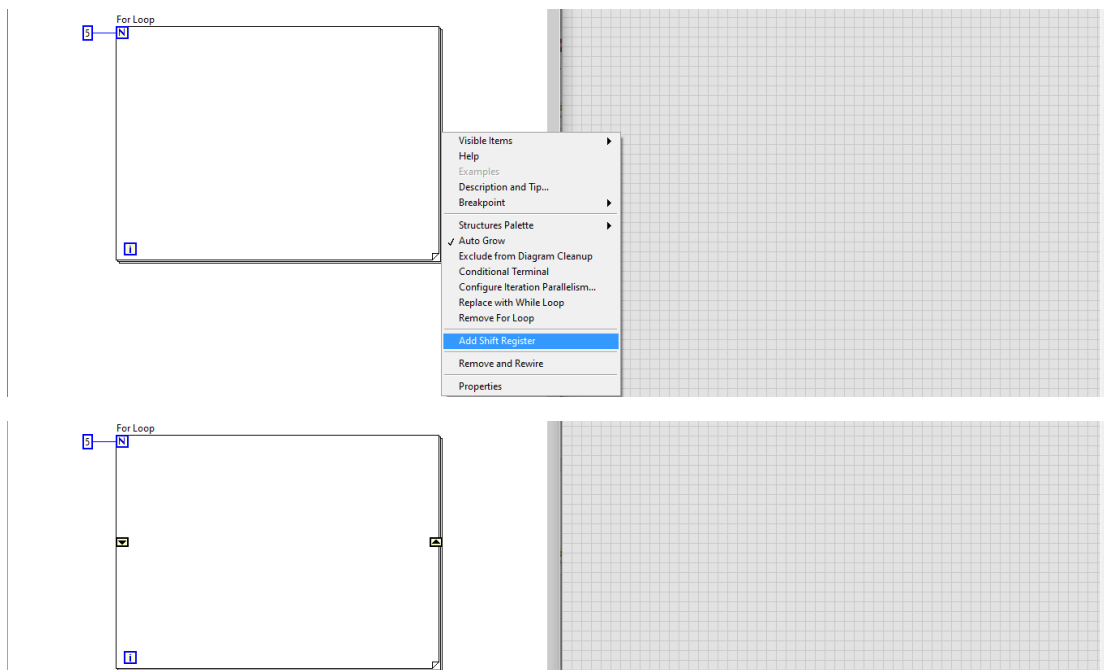 For Loop
5
N
Visible Items
Help
Examples
Description and Tip...
Breakpoint
Structures Palette
Auto Grow
Exclude from Diagram Cleanup
Conditional Terminal
Configure Iteration Parallelism...
Replace with While Loop
Remove For Loop
Add Shift Register
Remove and Rewire
Properties
i
For Loop
5
N
i